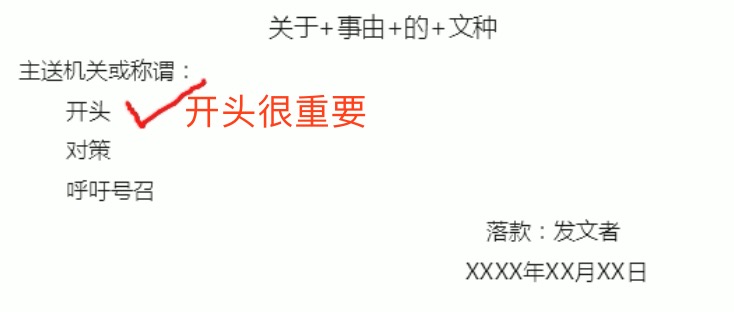 关于+事由+的+文种
主送机关或称谓：
开头 开头很重要
对策
呼吁号召
落款：发文者
XXXX年XX月XX日